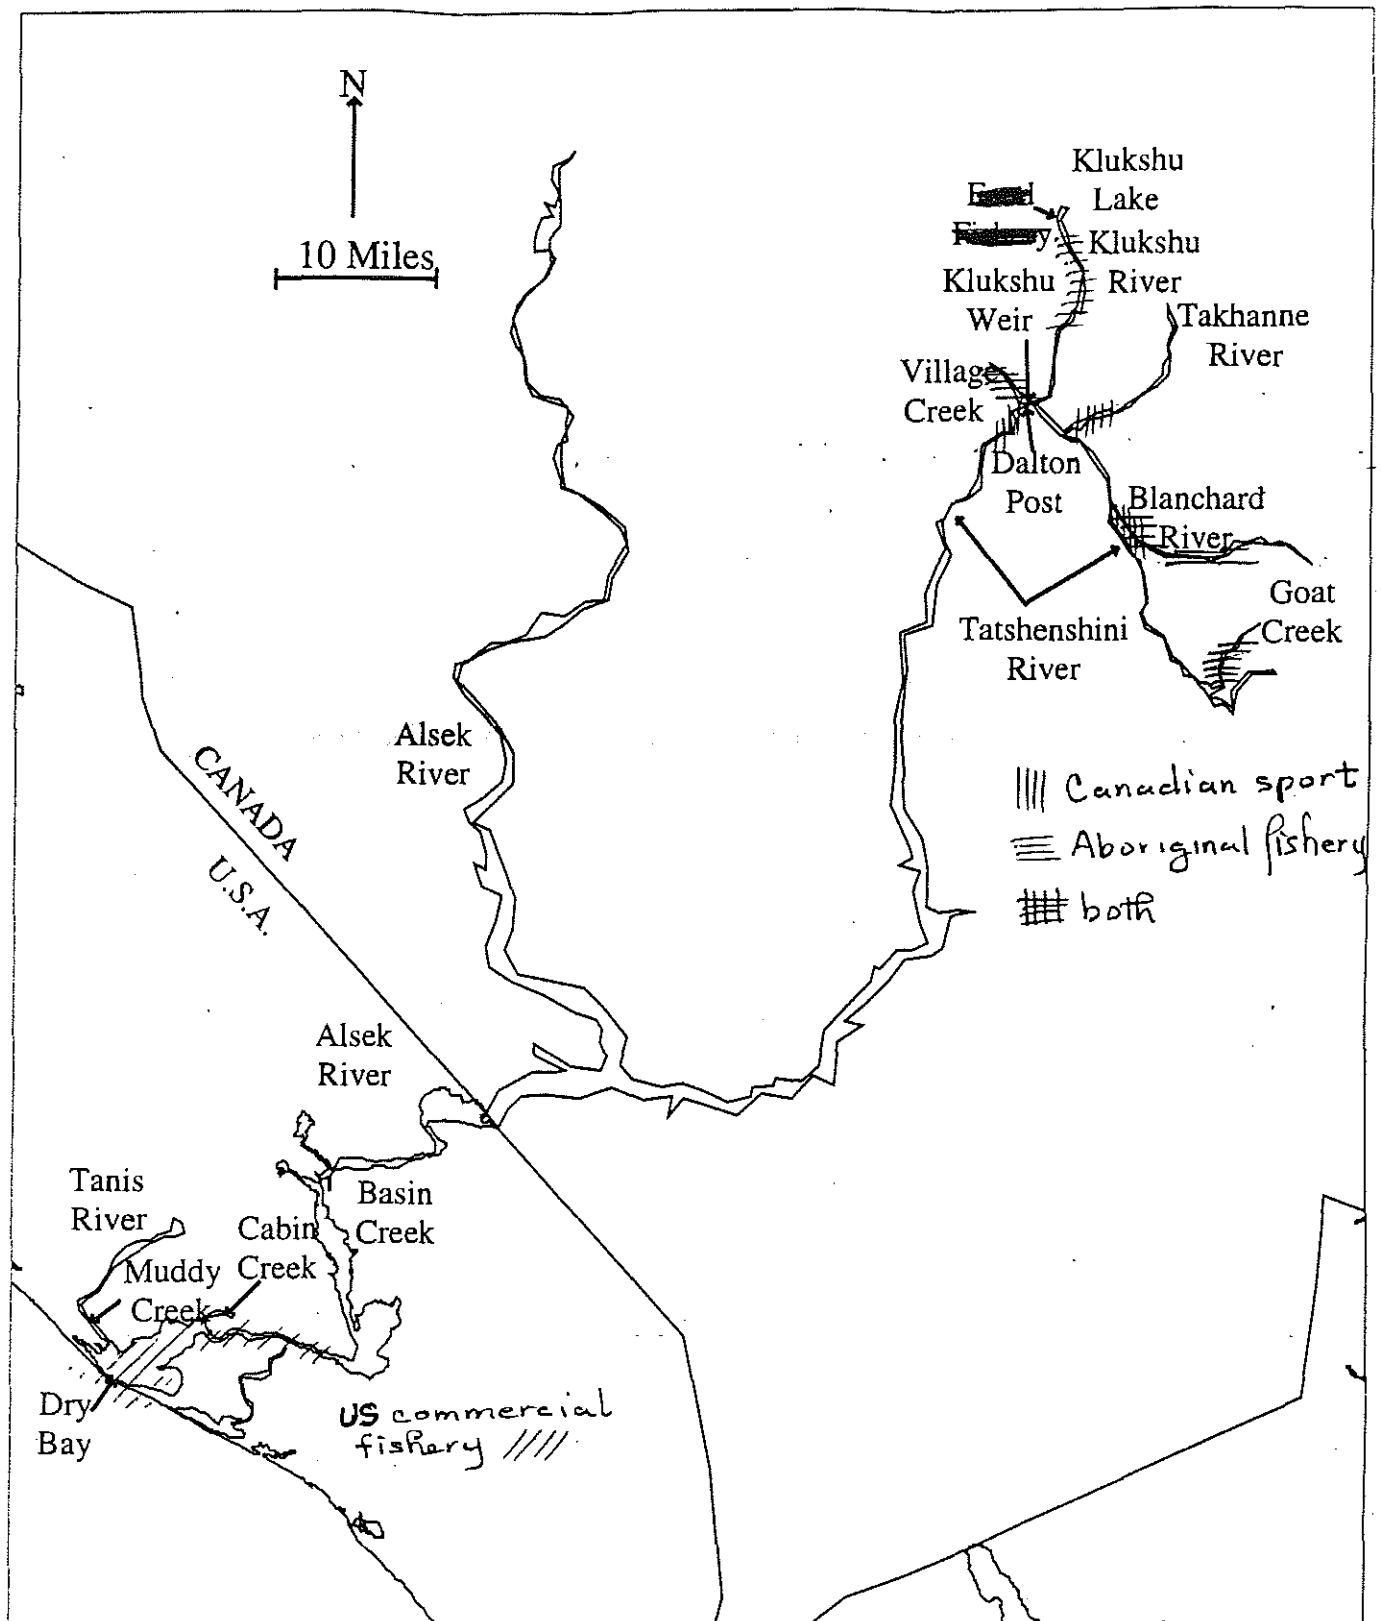 N
10 Miles
Klukshu
Lake
Klukshu
River
Klukshu
Weir
Takhanne
River
Village
Creek
Dalton
Post
Blanchard
River
Goat
Creek
Tatshenshini
River
Alsek
River
CANADA
U.S.A.
Canadian sport
Aboriginal fishery
both
Alsek
River
Tanis
River
Basin
Creek
Cabin
Creek
Muddy
Creek
Dry
Bay
US commercial
fishery